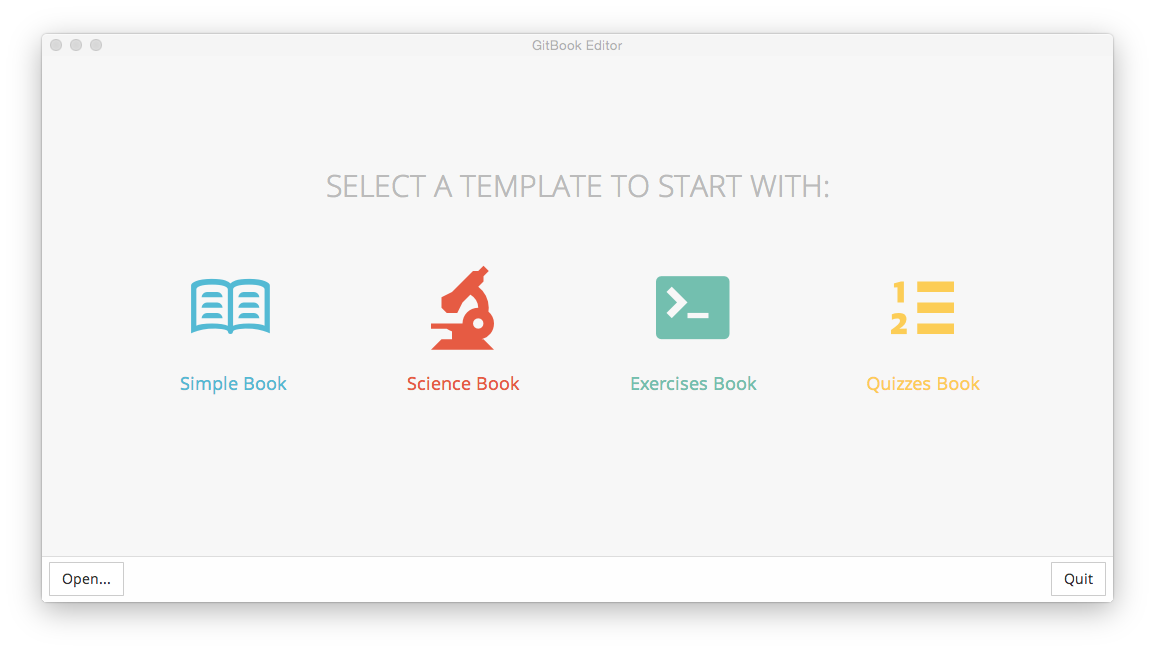 GitBook Editor
SELECT A TEMPLATE TO START WITH:
1
2
Simple Book
Science Book
Exercises Book
Quizzes Book
Open...
Quit